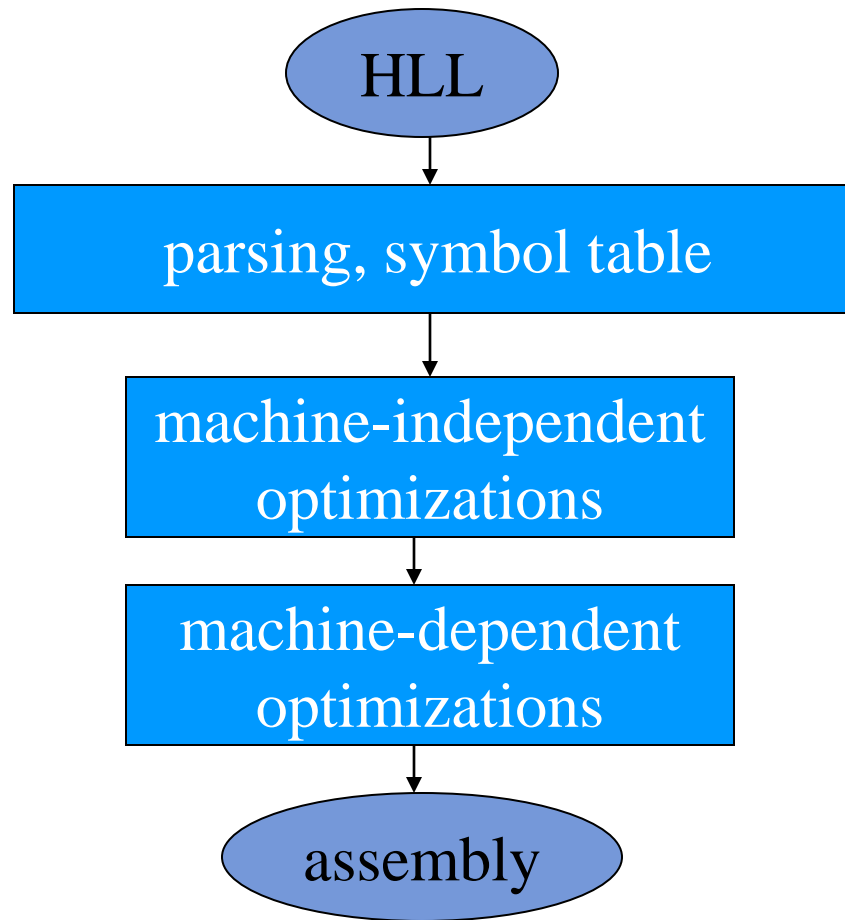 HLL
parsing, symbol table
machine-independent
optimizations
machine-dependent
optimizations
assembly